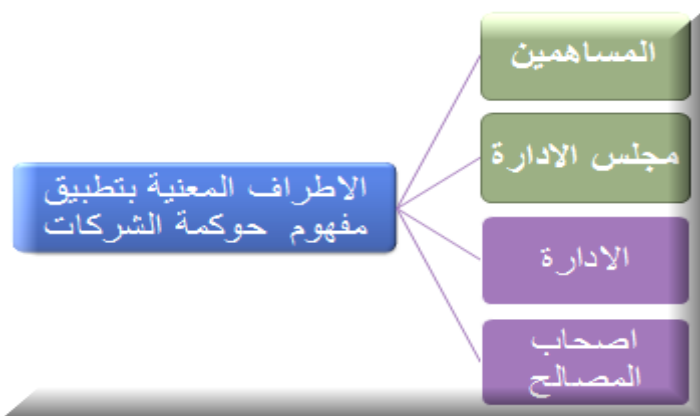 الاطراف المعنية بتطبيق
مفهوم حوكمة الشركات
المساهمين
مجلس الادارة
الادارة
اصحاب
المصالح